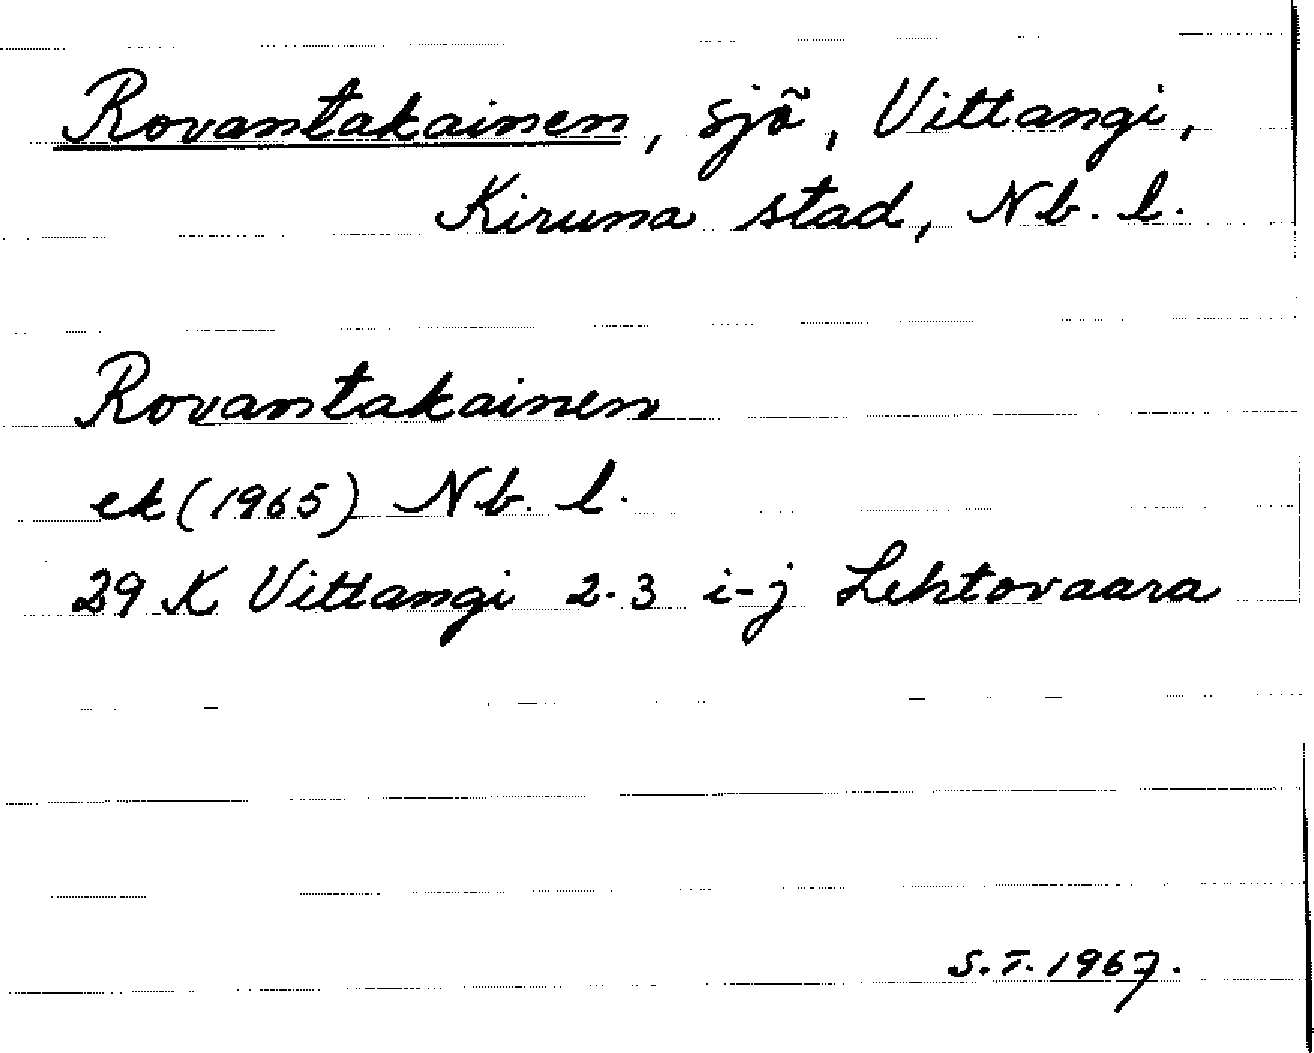 Rovantakainen, sjö, Vittangi,
Kiruna stad, Nb. l.
Rovantakainen
ek (1965) Nb. l.
29 K Vittangi 2-3 i-j Lehtovaara
S.T. 1967.